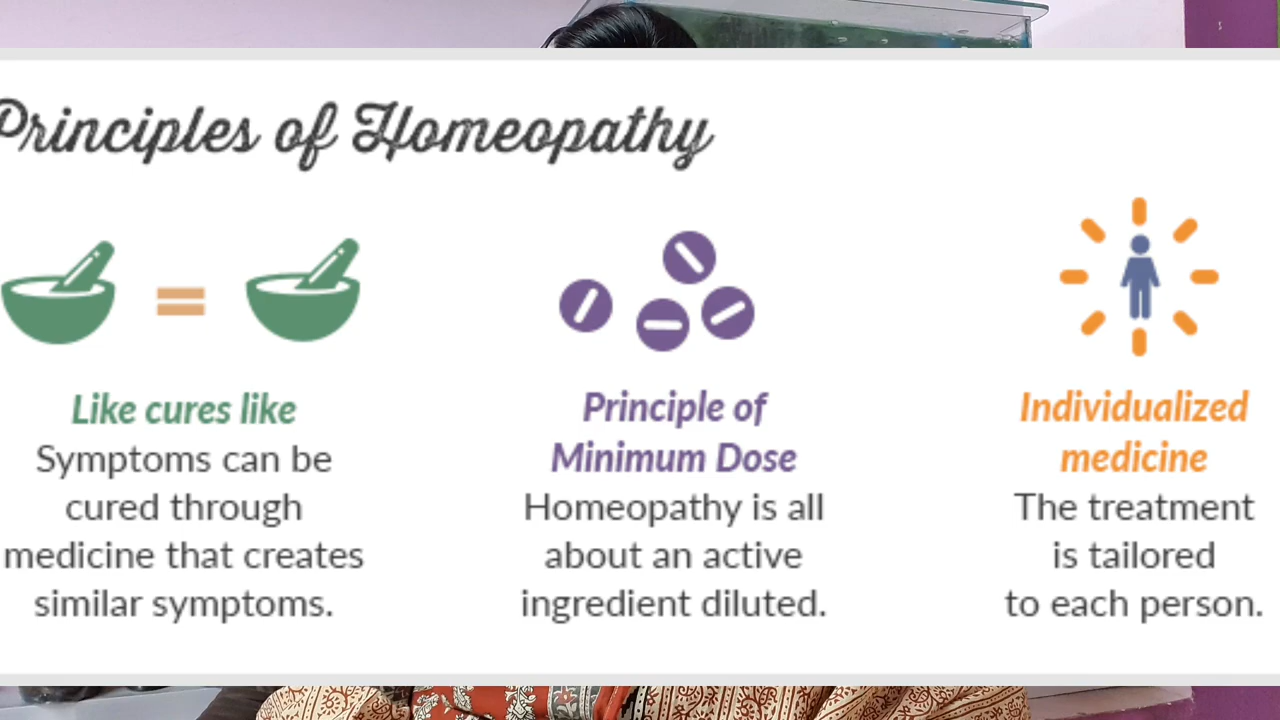 Principles of Homeopathy
Like cures like
Symptoms can be
cured through
medicine that creates
similar symptoms.
Principle of
Minimum Dose
Homeopathy is all
about an active
ingredient diluted.
Individualized
medicine
The treatment
is tailored
to each person.